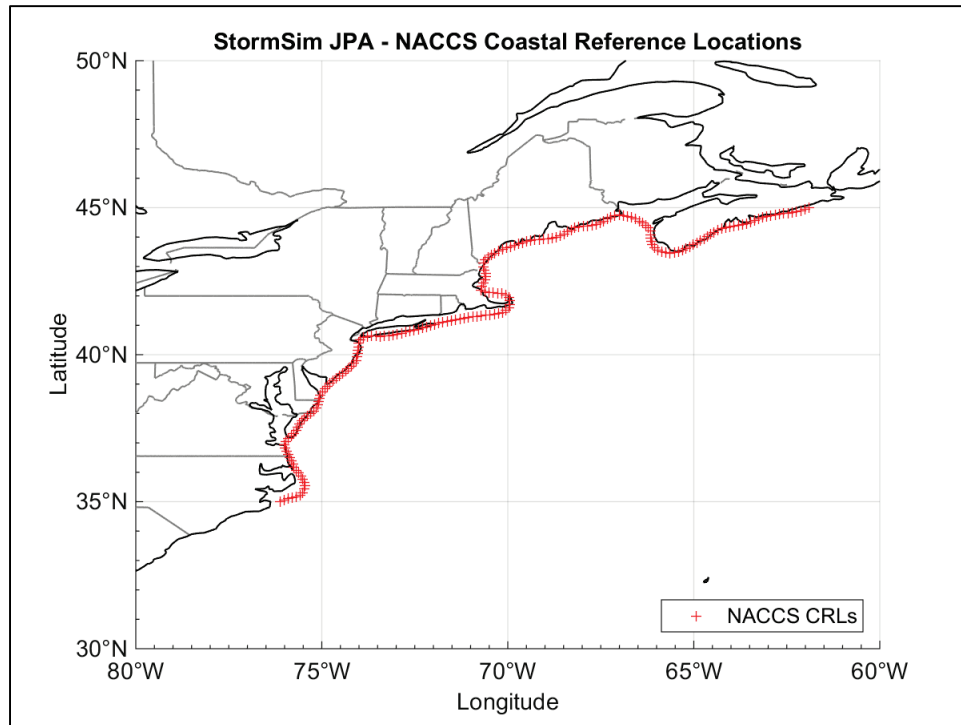 StormSim JPA - NACCS Coastal Reference Locations
50°N
45°N
40°N
35°N
30°N
Latitude
NACCS CRLs
80°W 75°W 70°W 65°W 60°W
Longitude